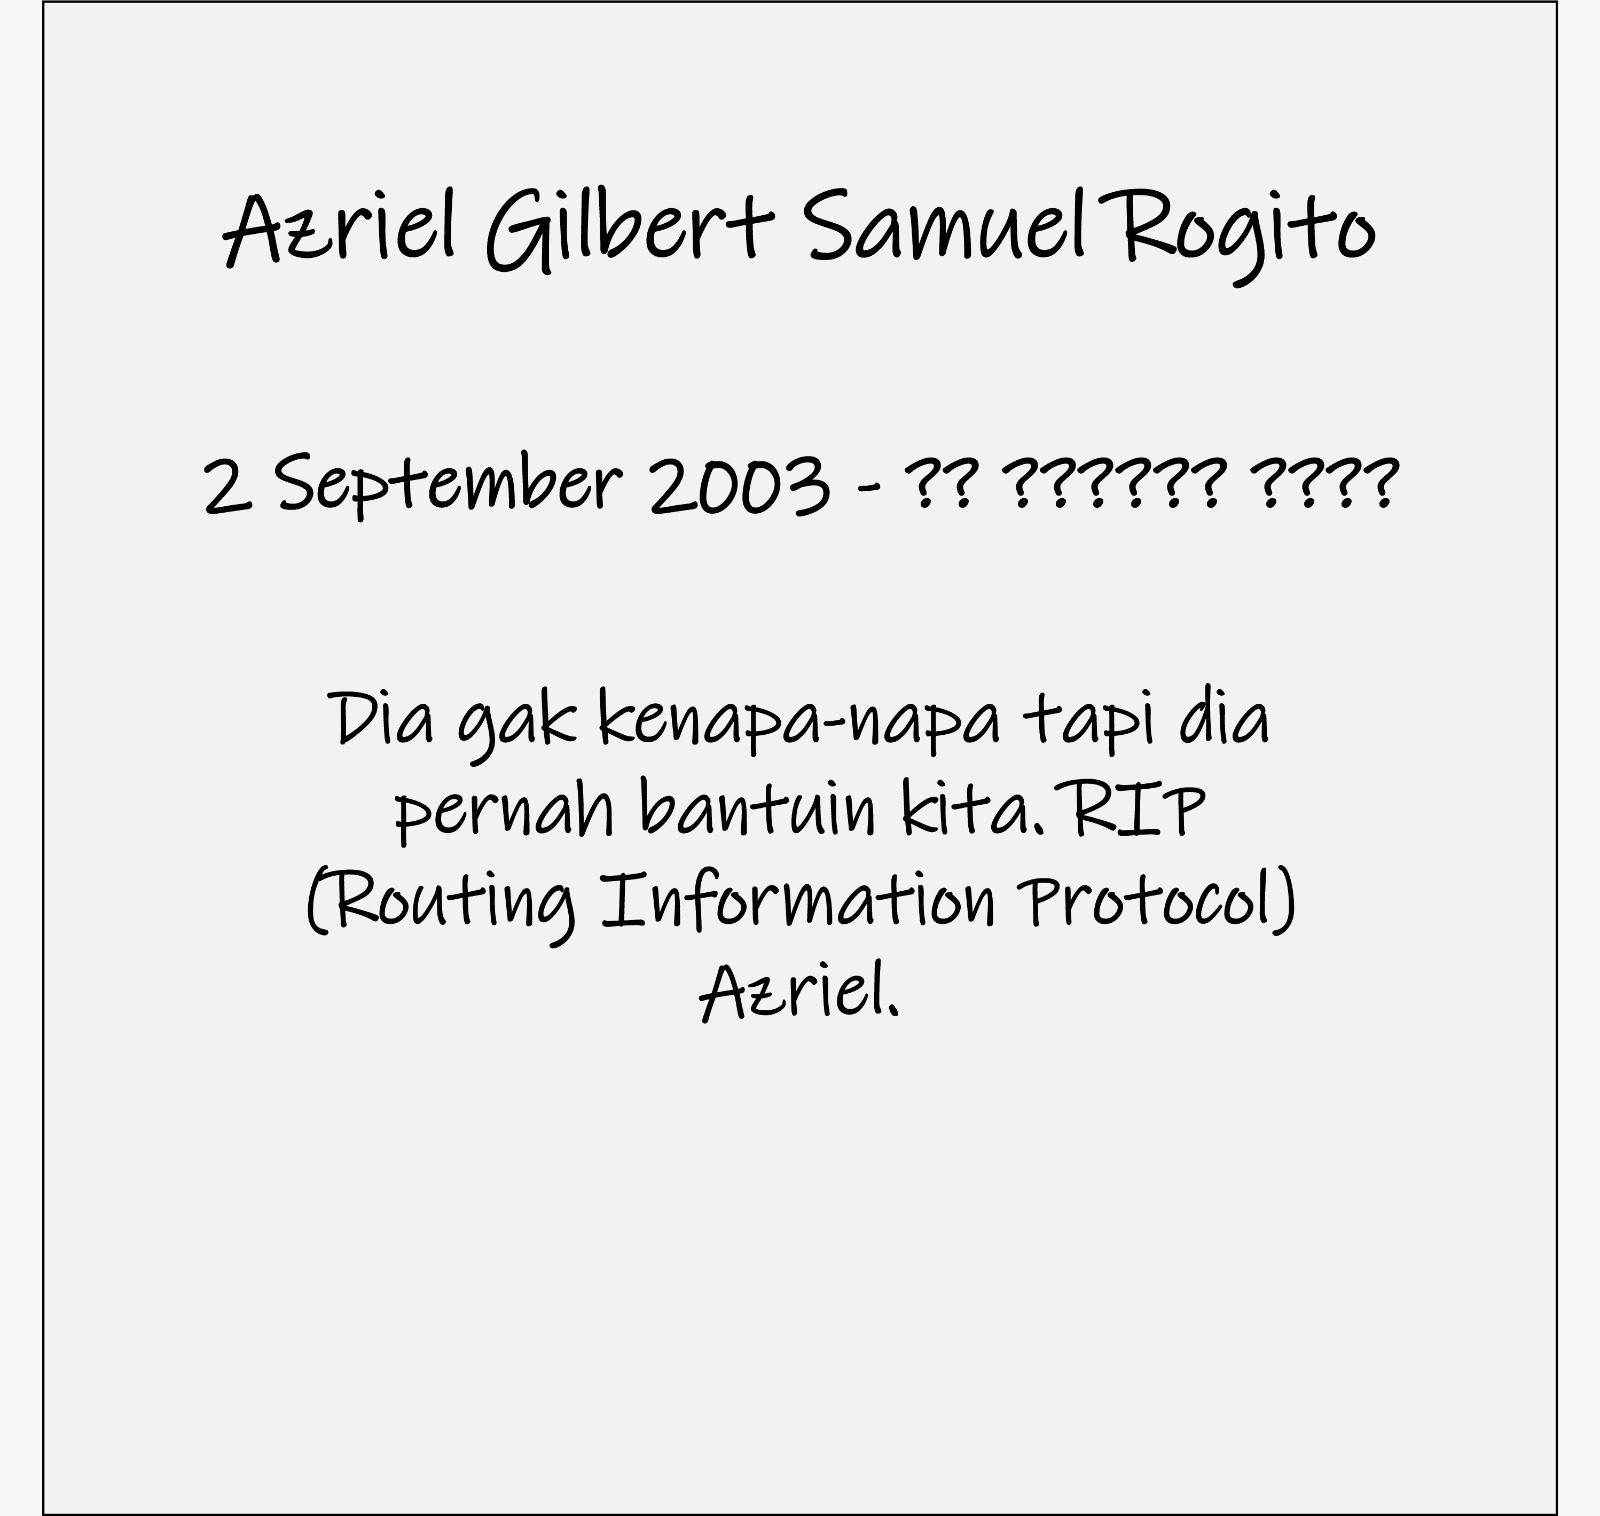 Azriel Gilbert Samuel Rogito
2 September 2003 - ?? ?????? ????
Dia gak kenapa-napa tapi dia
pernah bantuin kita. RIP
(Routing Information Protocol)
Azriel.